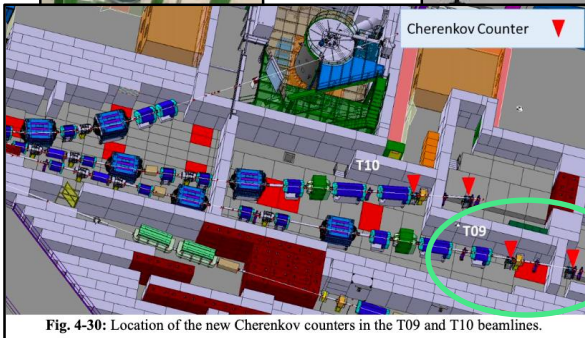 Cherenkov Counter
T10
T09
Fig. 4-30: Location of the new Cherenkov counters in the T09 and T10 beamlines.